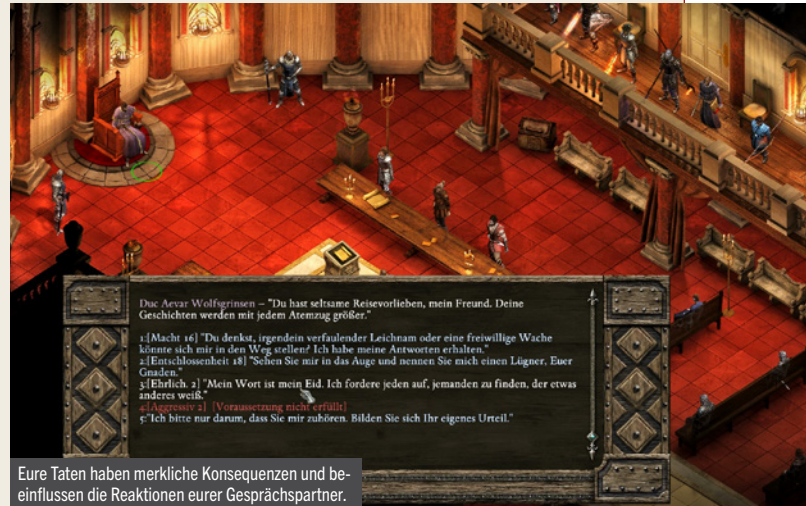 Duc Aevar Wolfsgrinsen – "Du hast seltsame Reisevorlieben, mein Freund. Deine
Geschichten werden mit jedem Atemzug größer."
1:[Macht 16] "Du denkst, irgendein verfaulender Leichnam oder eine freiwillige Wache
könnte sich mir in den Weg stellen? Ich habe meine Antworten erhalten."
2:[Entschlossenheit 18] "Sehen Sie mir in das Auge und nennen Sie mich einen Lügner, Euer
Gnaden."
3:[Ehrlich. 2] "Mein Wort ist mein Eid. Ich fordere jeden auf, jemanden zu finden, der etwas
anderes weiß."
4:[Aggressiv 2] [Voraussetzung nicht erfüllt]
5:"Ich bitte nur darum, dass Sie mir zuhören. Bilden Sie sich Ihr eigenes Urteil."
Eure Taten haben merkliche Konsequenzen und be-
einflussen die Reaktionen eurer Gesprächspartner.